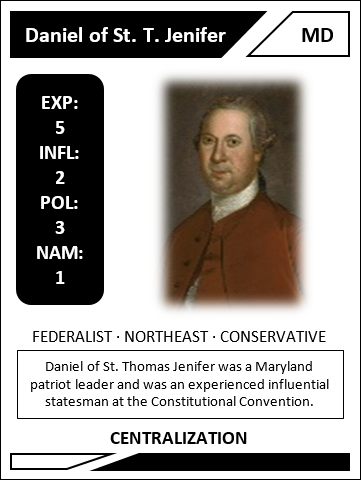 Daniel of St. T. Jenifer
MD
EXP:
5
INFL:
2
POL:
3
NAM:
1
FEDERALIST · NORTHEAST · CONSERVATIVE
Daniel of St. Thomas Jenifer was a Maryland
patriot leader and was an experienced influential
statesman at the Constitutional Convention.
CENTRALIZATION